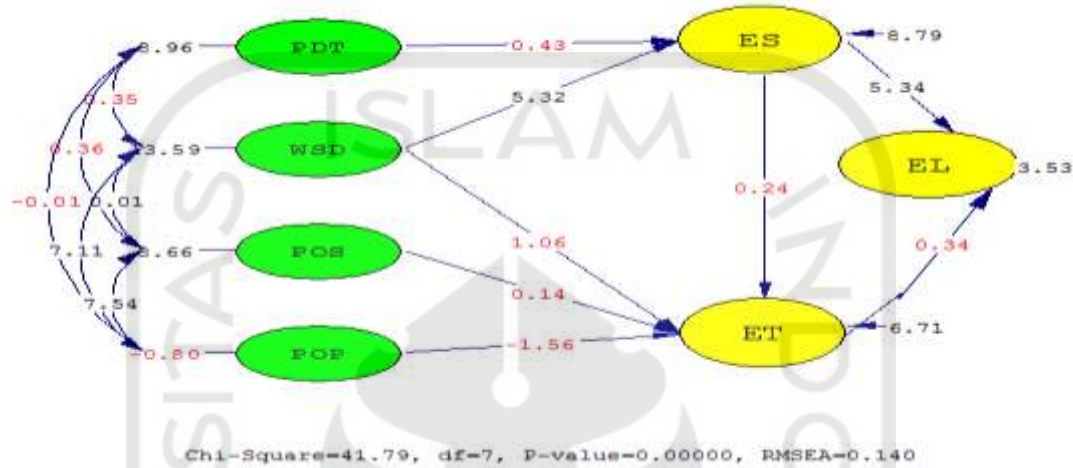 8.96 PDT 0.43 ES 8.79
0.35 5.32 5.34
ISLAM
0.36 3.59 WSD EL 3.53
-0.01 0.01 0.24
7.11 8.66 POS 1.06 0.34
7.54 0.14
-0.80 POP -1.56 ET 6.71
SITAS
INDO
Chi-Square=41.79, df=7, P-value=0.00000, RMSEA=0.140